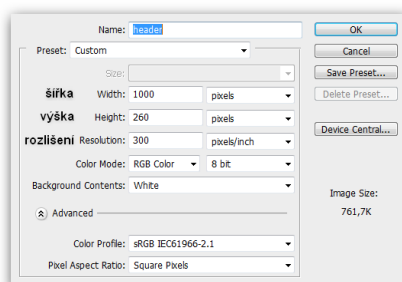 Name: header
OK
Preset: Custom
Cancel
Size:
Save Preset...
šířka Width: 1000 pixels
Delete Preset...
výška Height: 260 pixels
Device Central...
rozlišení Resolution: 300 pixels/inch
Color Mode: RGB Color 8 bit
Background Contents: White
Image Size:
761,7K
Advanced
Color Profile: sRGB IEC61966-2.1
Pixel Aspect Ratio: Square Pixels